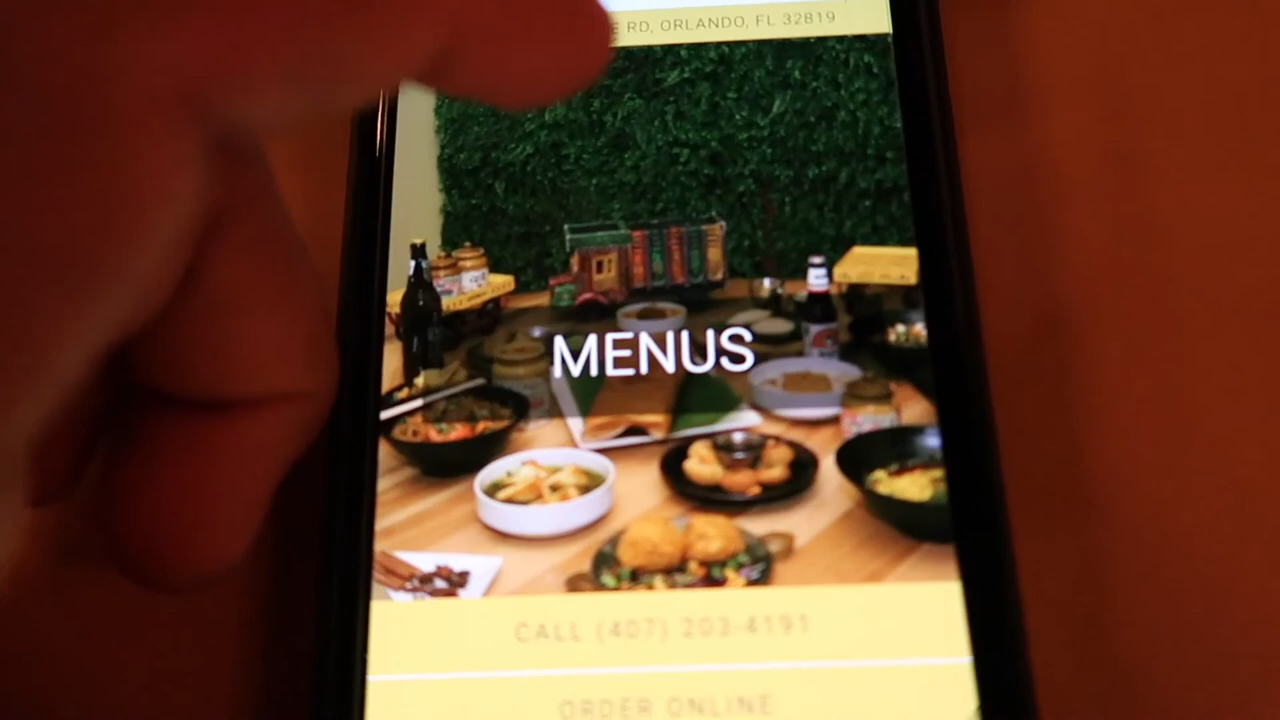 RD, ORLANDO, FL 32819
MENUS
CALL (407) 203-4191
ORDER ONLINE